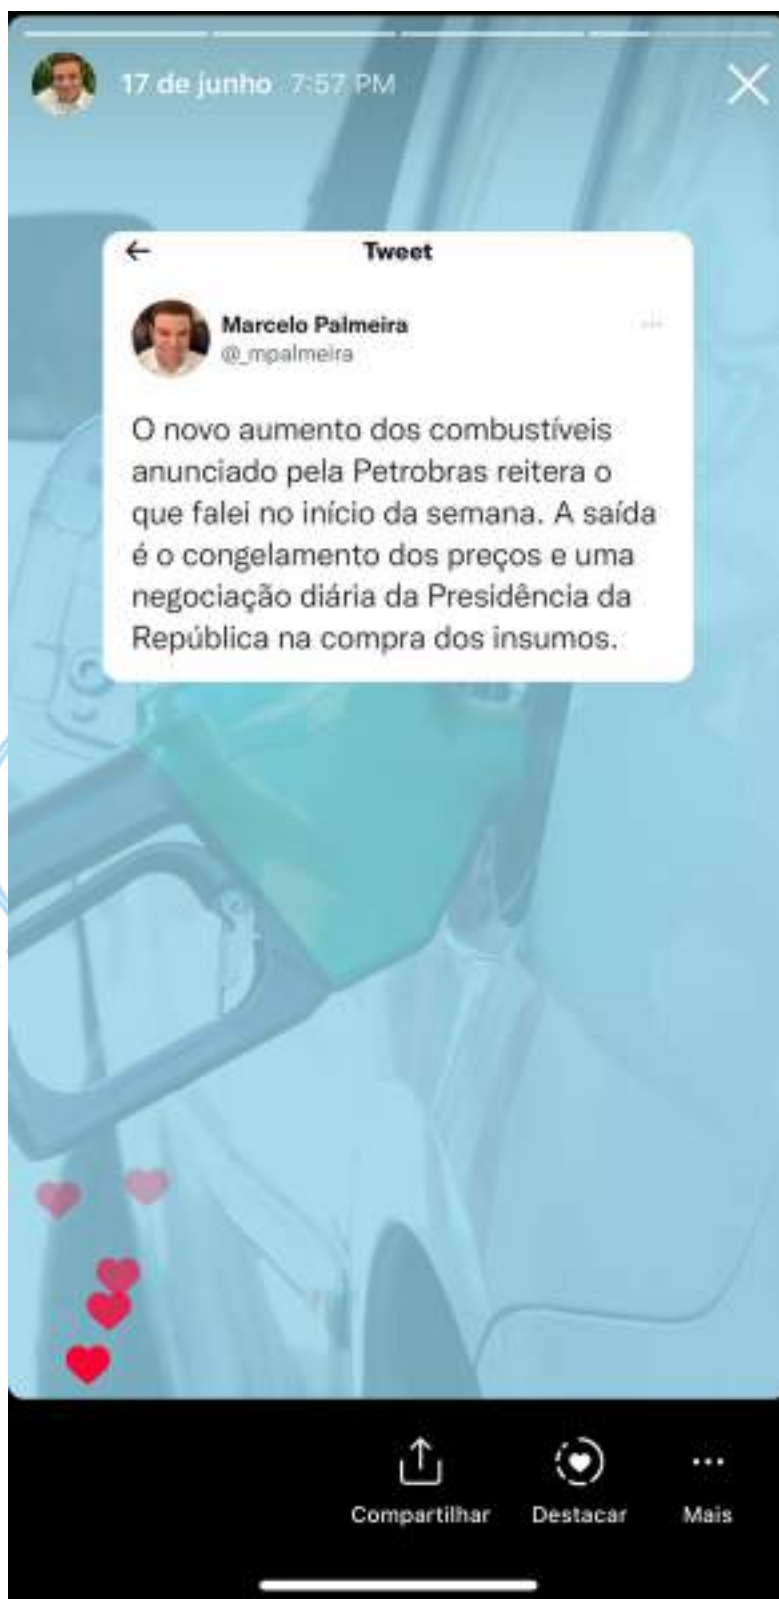 17 de junho 7:57 PM
Tweet
Marcelo Palmeira
@_mpalmeira
O novo aumento dos combustíveis
anunciado pela Petrobras reitera o
que falei no início da semana. A saída
é o congelamento dos preços e uma
negociação diária da Presidência da
República na compra dos insumos.
Compartilhar Destacar Mais